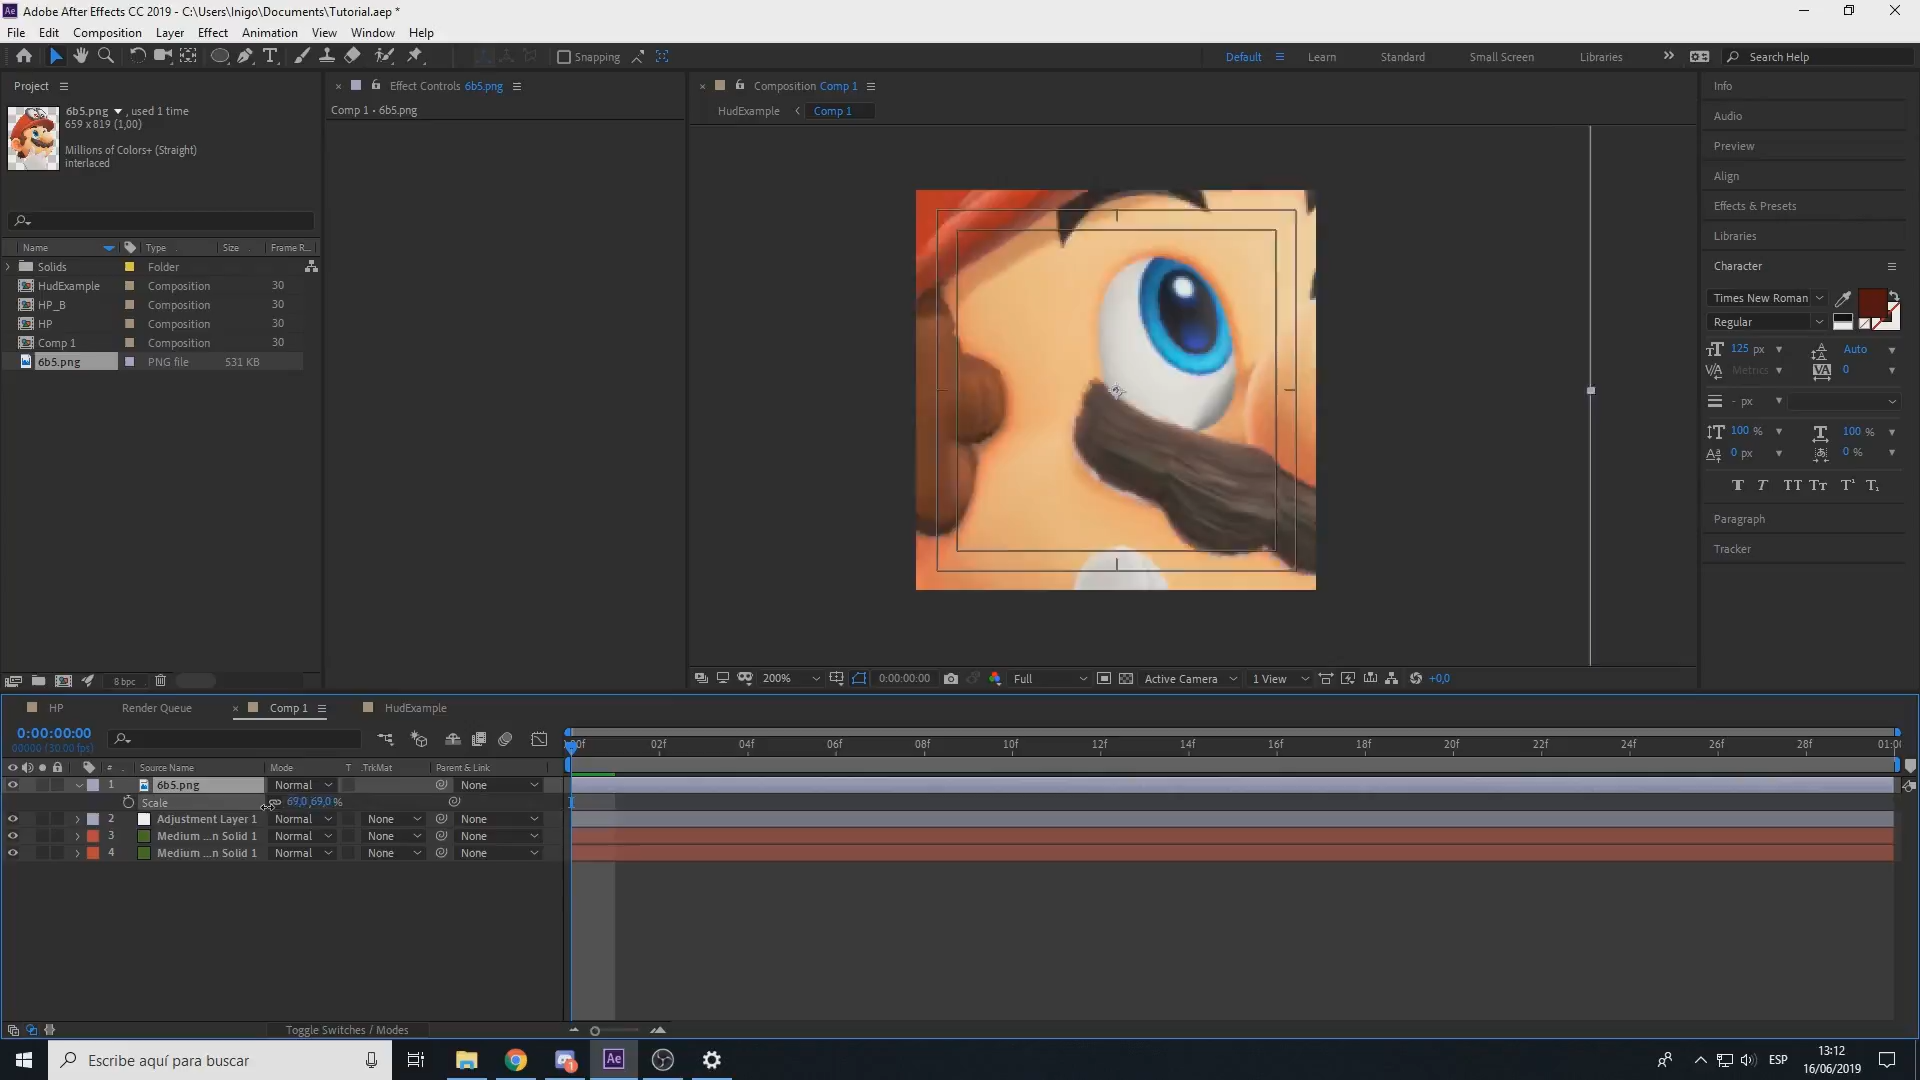 Ae Adobe After Effects CC 2019 - C:\Users\Inigo\Documents\Tutorial.aep *
File Edit Composition Layer Effect Animation View Window Help
Snapping Default Learn Standard Small Screen Libraries Search Help
Project
6b5.png , used 1 time
659 x 819 (1,00)
Millions of Colors+ (Straight)
interlaced
Name Type Size Frame R...
Solids Folder
HudExample Composition 30
HP_B Composition 30
HP Composition 30
Comp 1 Composition 30
6b5.png PNG file 531 KB
8 bpc
Effect Controls 6b5.png
Comp 1 • 6b5.png
Composition Comp 1
HudExample Comp 1
200% 0:00:00:00 Full Active Camera 1 View +0,0
Info
Audio
Preview
Align
Effects & Presets
Libraries
Character
Times New Roman
Regular
125 px Auto
Metrics 0
- px
100 % 100 %
0 px 0 %
T T TT Tт T¹ T₁
Paragraph
Tracker
HP Render Queue Comp 1 HudExample
0:00:00:00
00000 (30.00 fps)
:00f 02f 04f 06f 08f 10f 12f 14f 16f 18f 20f 22f 24f 26f 28f 01:0
# Source Name Mode T .TrkMat Parent & Link
1 6b5.png Normal None
Scale 69,0,69,0 %
2 Adjustment Layer 1 Normal None None
3 Medium ...n Solid 1 Normal None None
4 Medium ...n Solid 1 Normal None None
Toggle Switches / Modes
Escribe aquí para buscar Ae ESP 13:12
16/06/2019